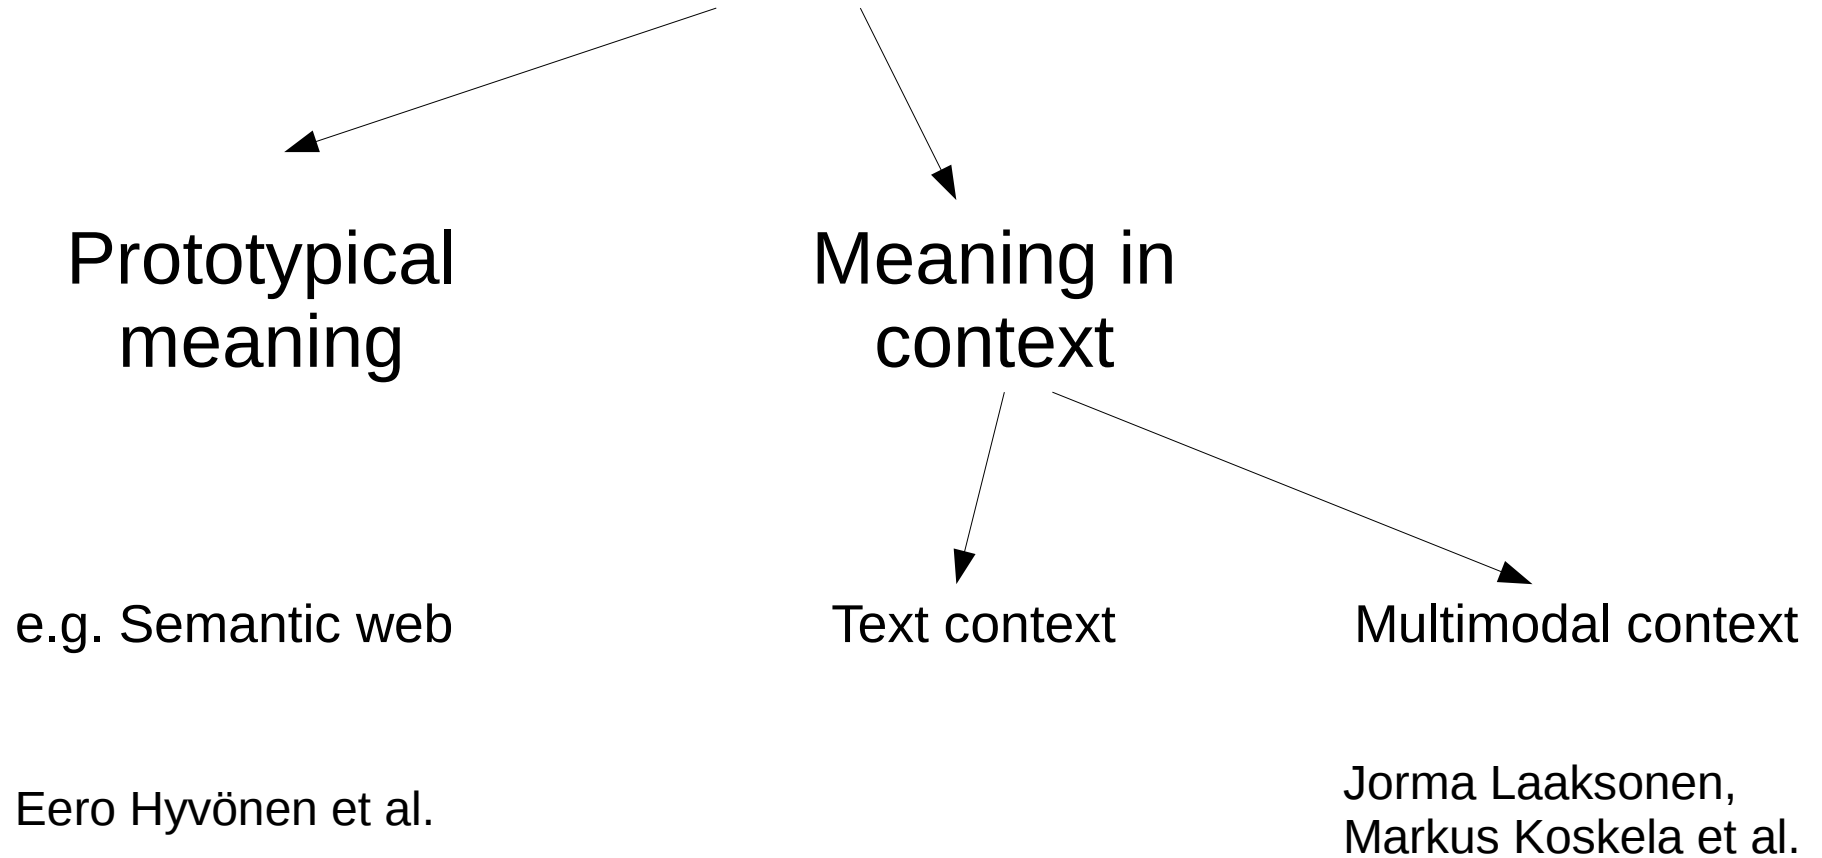 Prototypical
meaning
Meaning in
context
e.g. Semantic web
Text context
Multimodal context
Eero Hyvönen et al.
Jorma Laaksonen,
Markus Koskela et al.